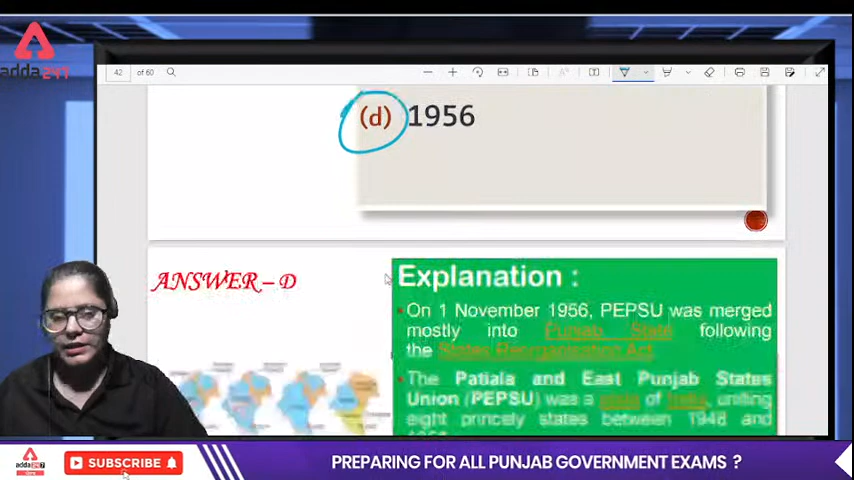 adda247
42 of 60
(d) 1956
ANSWER – D
Explanation :
On 1 November 1956, PEPSU was merged
mostly into Punjab State following
the States Reorganisation Act
The Patiala and East Punjab States
Union (PEPSU) was a state of India, uniting
eight princely states between 1948 and
SUBSCRIBE
PREPARING FOR ALL PUNJAB GOVERNMENT EXAMS ?